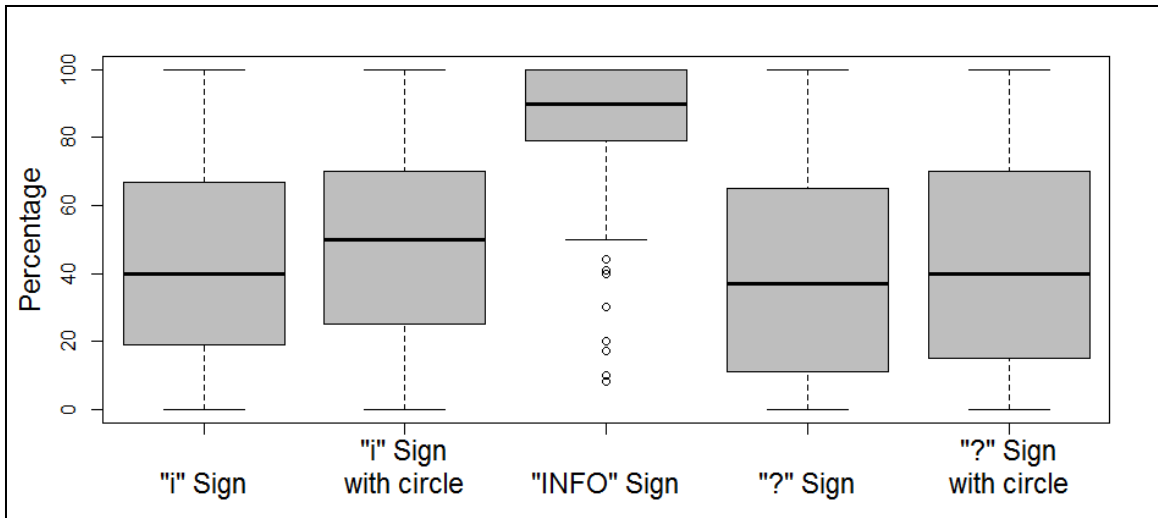 Percentage
100
80
60
40
20
0
"i" Sign
"i" Sign
with circle
"INFO" Sign
"?" Sign
"?" Sign
with circle